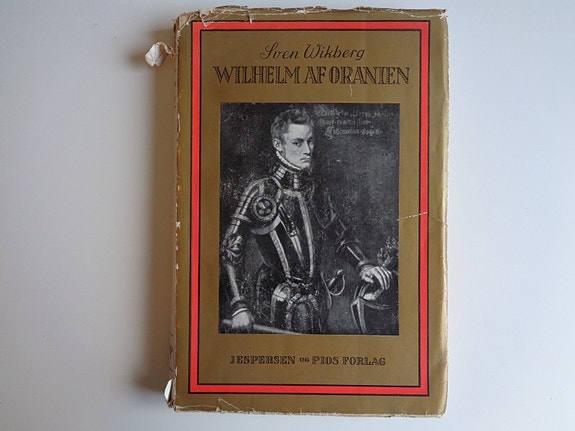 Sven Wikberg
WILHELM AF ORANIEN
JESPERSEN OG PIOS FORLAG